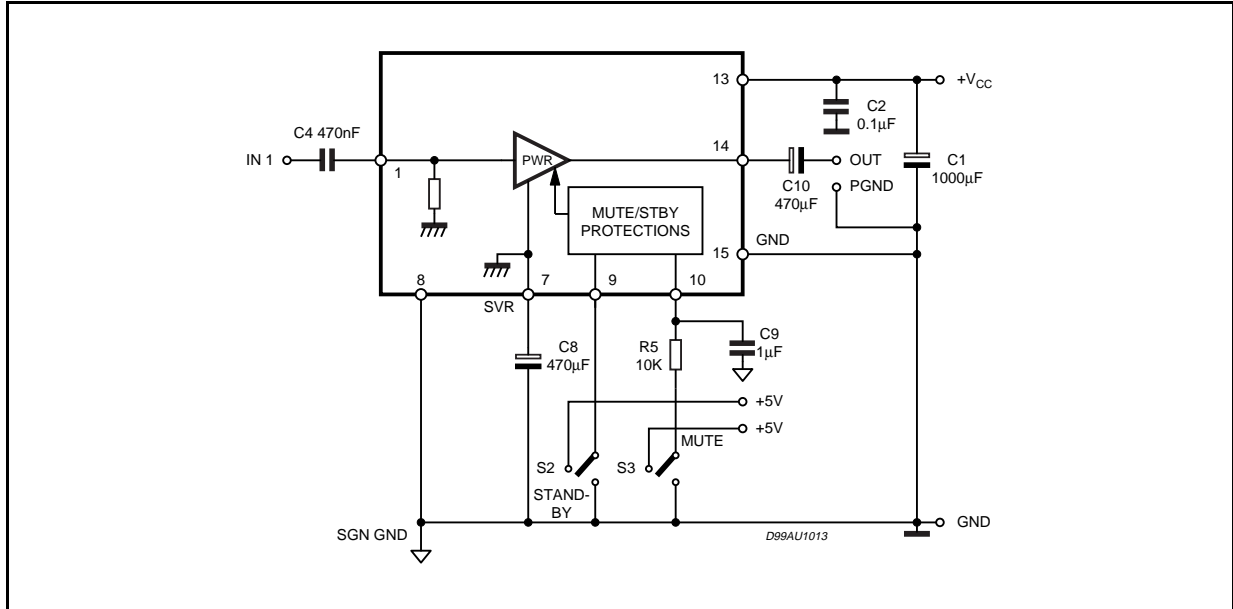 13
+VCC
C2
0.1µF
C4 470nF
14
IN 1
1
PWR
OUT
C1
1000µF
C10
470µF
PGND
MUTE/STBY
PROTECTIONS
15
GND
8
7
9
10
SVR
C8
470µF
R5
10K
C9
1µF
+5V
+5V
MUTE
S2
S3
STAND-
BY
SGN GND
D99AU1013
GND